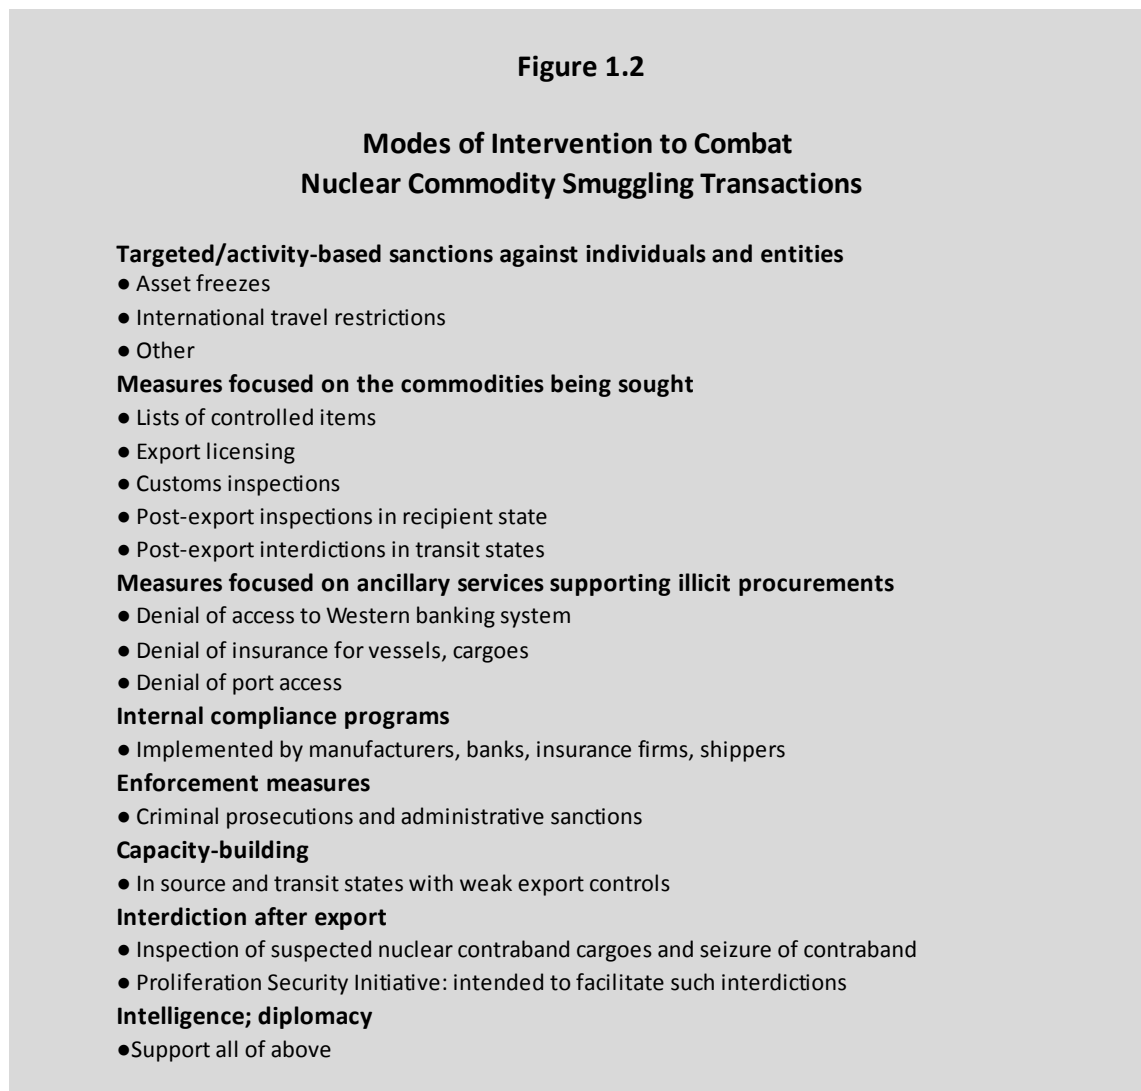 Figure 1.2
Modes of Intervention to Combat
Nuclear Commodity Smuggling Transactions
Targeted/activity-based sanctions against individuals and entities
● Asset freezes
● International travel restrictions
● Other
Measures focused on the commodities being sought
● Lists of controlled items
● Export licensing
● Customs inspections
● Post-export inspections in recipient state
● Post-export interdictions in transit states
Measures focused on ancillary services supporting illicit procurements
● Denial of access to Western banking system
● Denial of insurance for vessels, cargoes
● Denial of port access
Internal compliance programs
● Implemented by manufacturers, banks, insurance firms, shippers
Enforcement measures
● Criminal prosecutions and administrative sanctions
Capacity-building
● In source and transit states with weak export controls
Interdiction after export
● Inspection of suspected nuclear contraband cargoes and seizure of contraband
● Proliferation Security Initiative: intended to facilitate such interdictions
Intelligence; diplomacy
●Support all of above